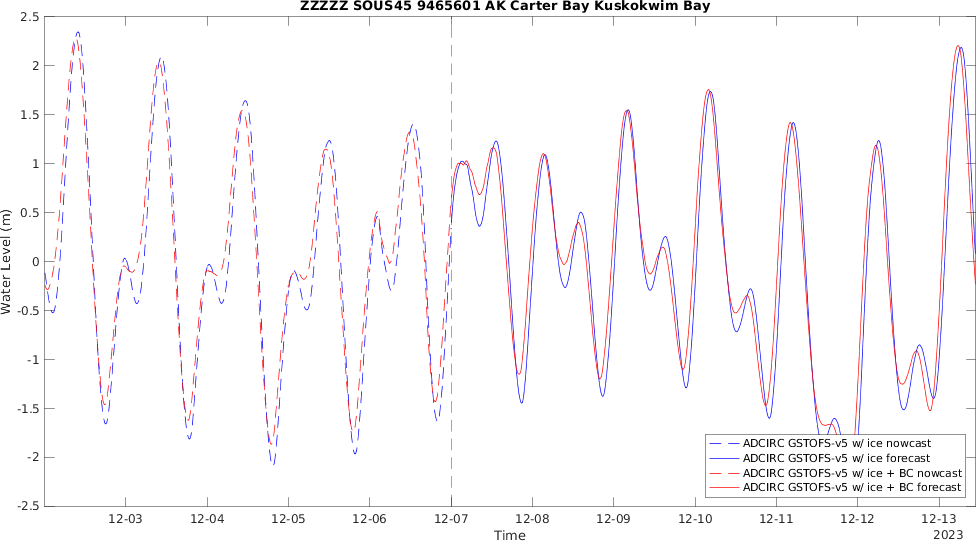 ZZZZZ SOUS45 9465601 AK Carter Bay Kuskokwim Bay
2.5
2
1.5
1
0.5
0
-0.5
-1
-1.5
-2
-2.5
Water Level (m)
ADCIRC GSTOFS-v5 w/ ice nowcast
ADCIRC GSTOFS-v5 w/ ice forecast
ADCIRC GSTOFS-v5 w/ ice + BC nowcast
ADCIRC GSTOFS-v5 w/ ice + BC forecast
12-03 12-04 12-05 12-06 12-07 12-08 12-09 12-10 12-11 12-12 12-13
Time
2023